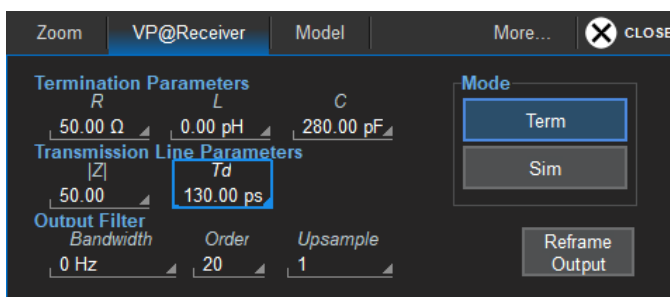 Zoom VP@Receiver Model More... CLOSE
Termination Parameters Mode
R L C
50.00 Ω 0.00 pH 280.00 pF Term
Transmission Line Parameters
|Z| Td Sim
50.00 130.00 ps
Output Filter
Bandwidth Order Upsample Reframe
0 Hz 20 1 Output